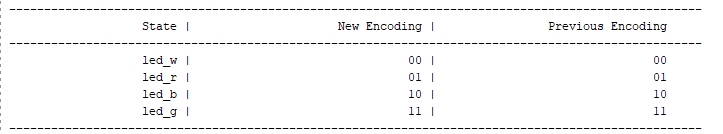 ---------------------------------------------------------------------------------------------------
State | New Encoding | Previous Encoding
---------------------------------------------------------------------------------------------------
led_w | 00 | 00
led_r | 01 | 01
led_b | 10 | 10
led_g | 11 | 11
---------------------------------------------------------------------------------------------------